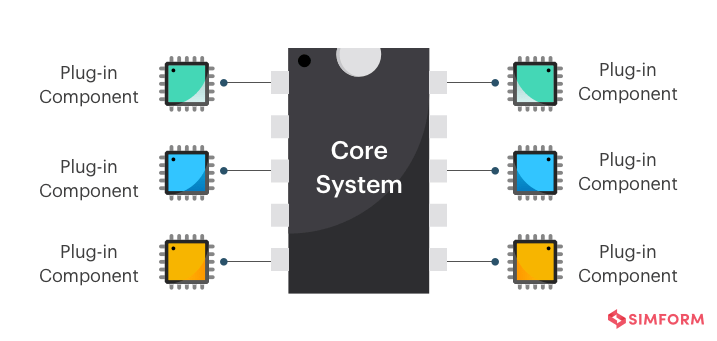 Plug-in
Component
Plug-in
Component
Plug-in
Component
Core
System
Plug-in
Component
Plug-in
Component
Plug-in
Component
SIMFORM